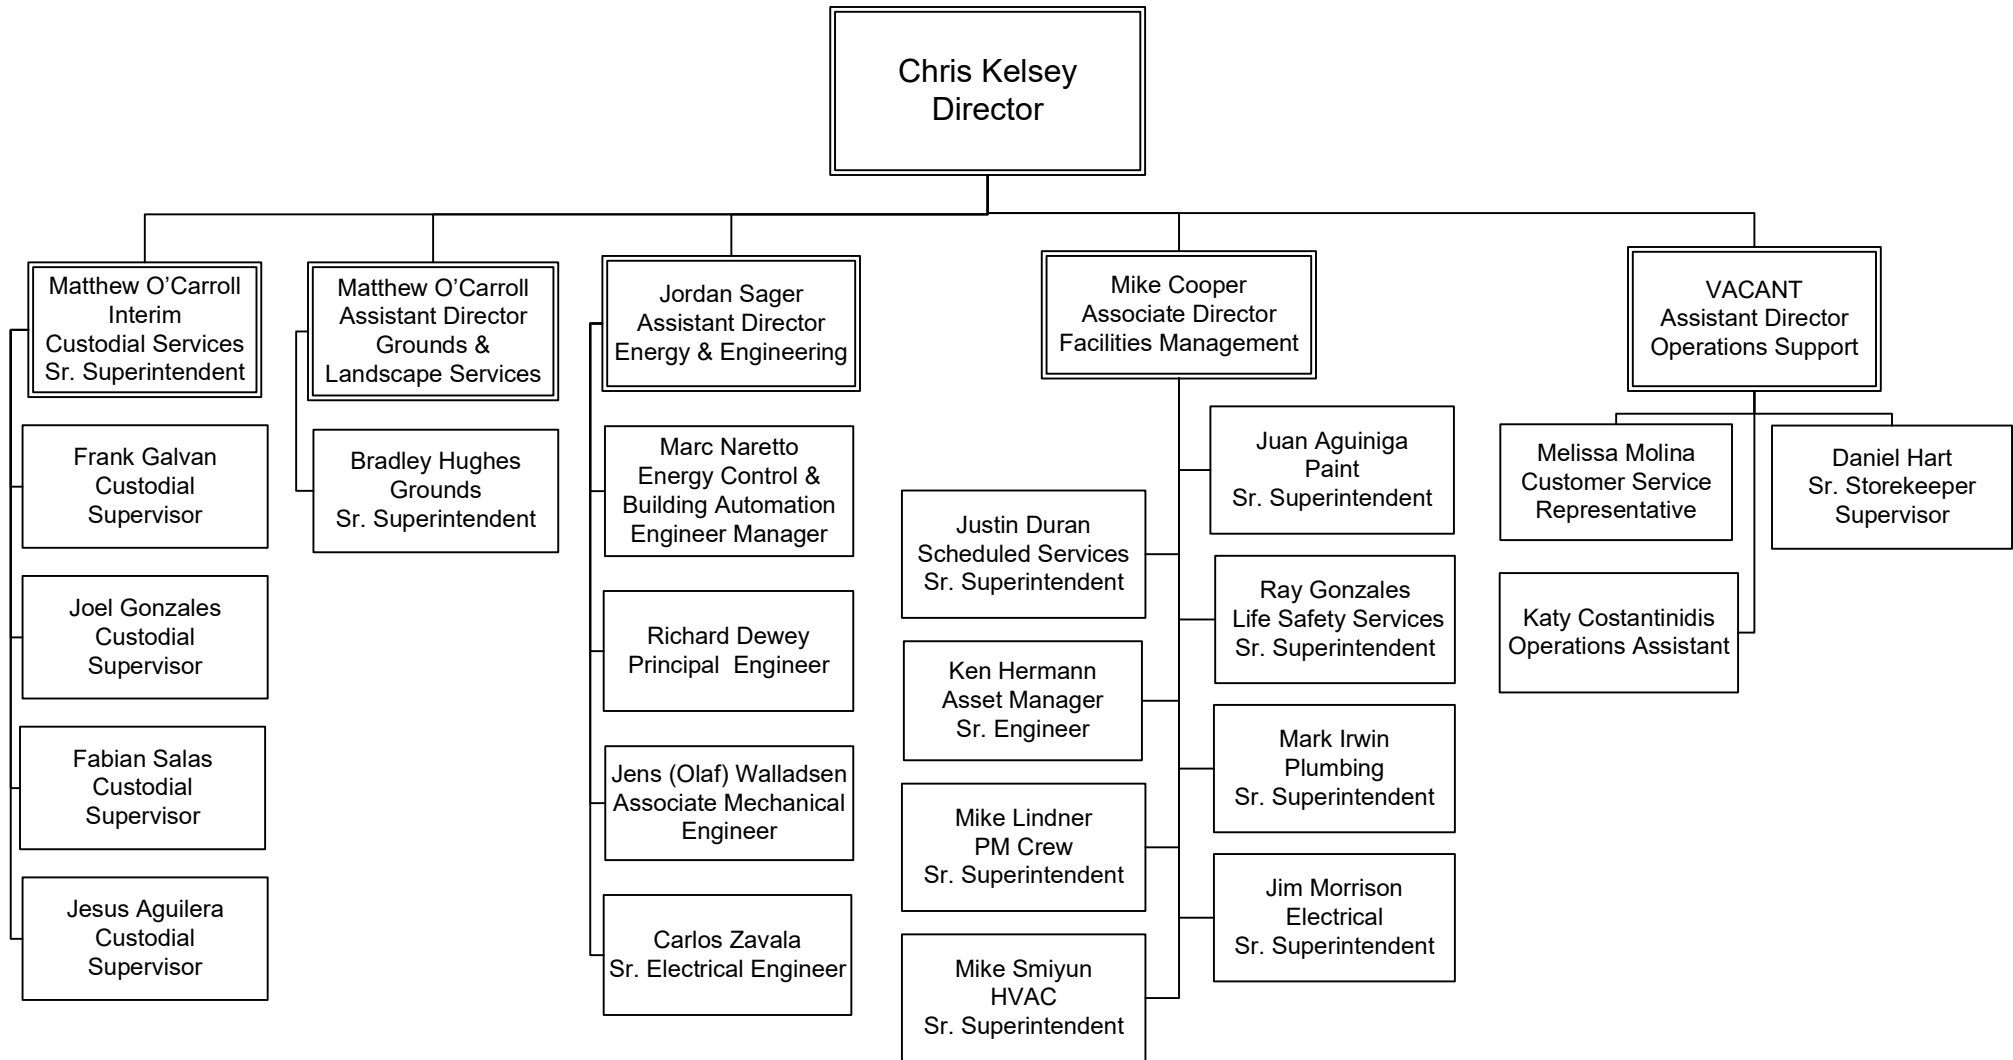 Chris Kelsey
Director
Matthew O’Carroll
Interim
Custodial Services
Sr. Superintendent
Frank Galvan
Custodial
Supervisor
Joel Gonzales
Custodial
Supervisor
Fabian Salas
Custodial
Supervisor
Jesus Aguilera
Custodial
Supervisor
Matthew O’Carroll
Assistant Director
Grounds &
Landscape Services
Bradley Hughes
Grounds
Sr. Superintendent
Jordan Sager
Assistant Director
Energy & Engineering
Marc Naretto
Energy Control &
Building Automation
Engineer Manager
Richard Dewey
Principal  Engineer
Jens (Olaf) Walladsen
Associate Mechanical
Engineer
Carlos Zavala
Sr. Electrical Engineer
Mike Cooper
Associate Director
Facilities Management
Juan Aguiniga
Paint
Sr. Superintendent
Justin Duran
Scheduled Services
Sr. Superintendent
Ray Gonzales
Life Safety Services
Sr. Superintendent
Ken Hermann
Asset Manager
Sr. Engineer
Mark Irwin
Plumbing
Sr. Superintendent
Mike Lindner
PM Crew
Sr. Superintendent
Jim Morrison
Electrical
Sr. Superintendent
Mike Smiyun
HVAC
Sr. Superintendent
VACANT
Assistant Director
Operations Support
Melissa Molina
Customer Service
Representative
Daniel Hart
Sr. Storekeeper
Supervisor
Katy Costantinidis
Operations Assistant